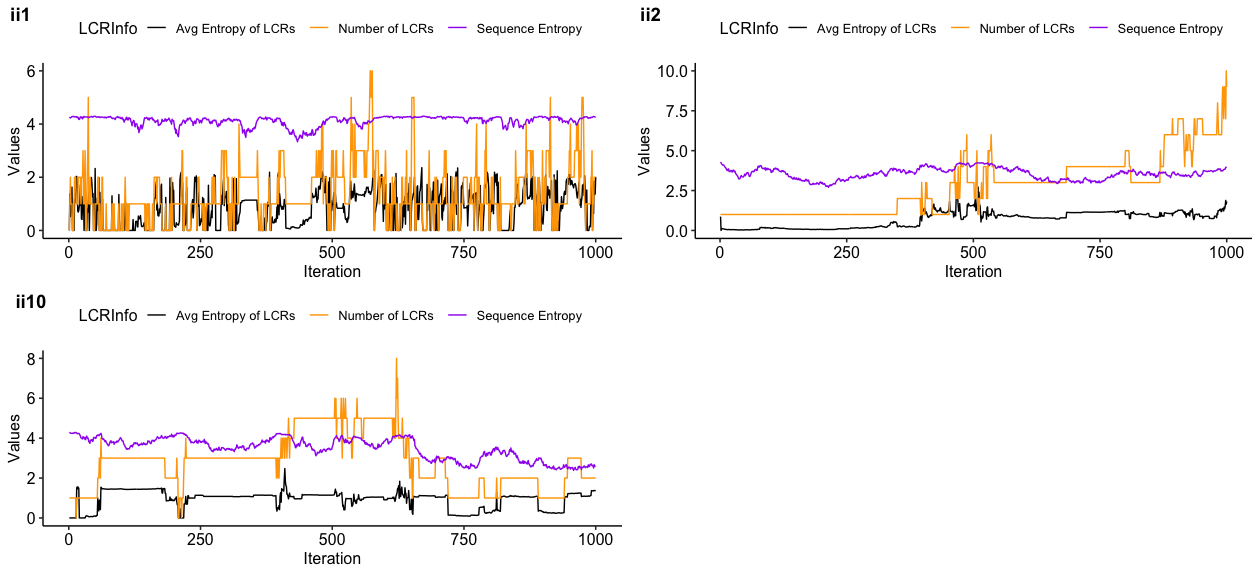 ii1
LCRInfo Avg Entropy of LCRs Number of LCRs Sequence Entropy
6
4
2
0
Values
0 250 500 750 1000
Iteration
ii2
LCRInfo Avg Entropy of LCRs Number of LCRs Sequence Entropy
10.0
7.5
5.0
2.5
0.0
Values
0 250 500 750 1000
Iteration
ii10
LCRInfo Avg Entropy of LCRs Number of LCRs Sequence Entropy
8
6
4
2
0
Values
0 250 500 750 1000
Iteration